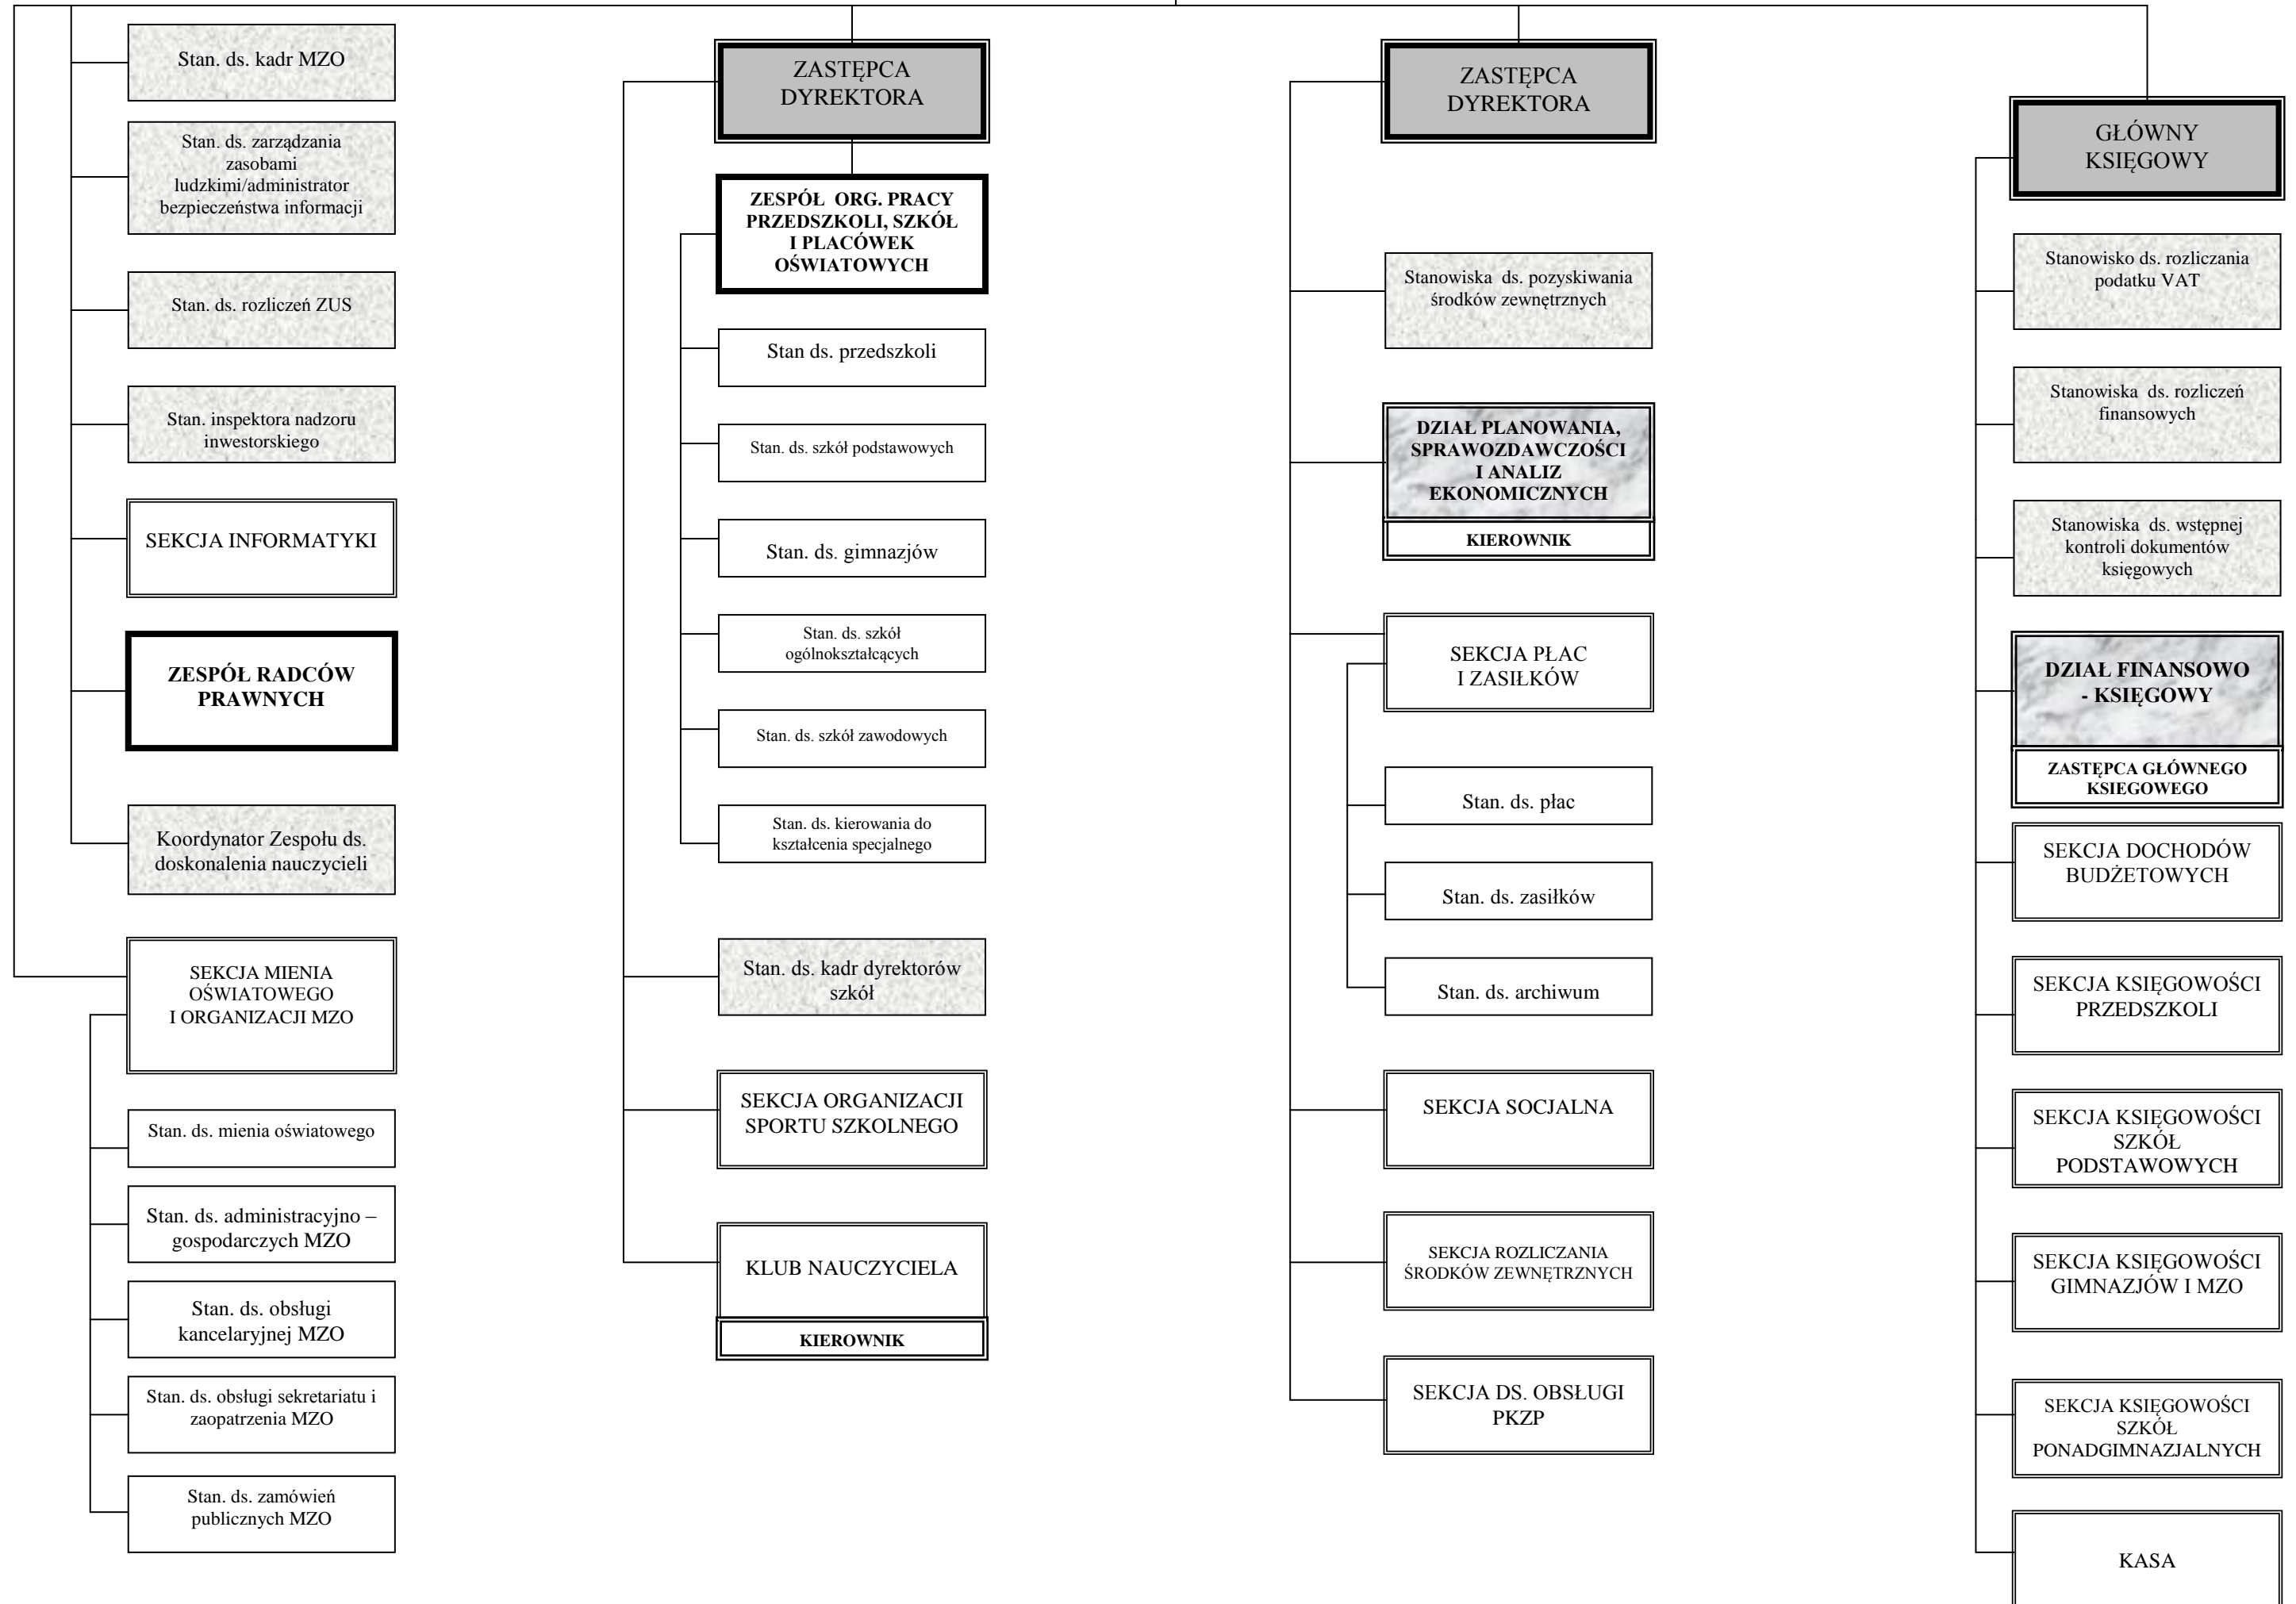 Stan. ds. kadr MZO
Stan. ds. zarządzania
zasobami
ludzkimi/administrator
bezpieczeństwa informacji
Stan. ds. rozliczeń ZUS
Stan. inspektora nadzoru
inwestorskiego
SEKCJA INFORMATYKI
ZESPÓŁ RADCÓW
PRAWNYCH
Koordynator Zespołu ds.
doskonalenia nauczycieli
SEKCJA MIENIA
OŚWIATOWEGO
I ORGANIZACJI MZO
Stan. ds. mienia oświatowego
Stan. ds. administracyjno –
gospodarczych MZO
Stan. ds. obsługi
kancelaryjnej MZO
Stan. ds. obsługi sekretariatu i
zaopatrzenia MZO
Stan. ds. zamówień
publicznych MZO
ZASTĘPCA
DYREKTORA
ZESPÓŁ ORG. PRACY
PRZEDSZKOLI, SZKÓŁ
I PLACÓWEK
OŚWIATOWYCH
Stan ds. przedszkoli
Stan. ds. szkół podstawowych
Stan. ds. gimnazjów
Stan. ds. szkół
ogólnokształcących
Stan. ds. szkół zawodowych
Stan. ds. kierowania do
kształcenia specjalnego
Stan. ds. kadr dyrektorów
szkół
SEKCJA ORGANIZACJI
SPORTU SZKOLNEGO
KLUB NAUCZYCIELA
KIEROWNIK
ZASTĘPCA
DYREKTORA
Stanowiska ds. pozyskiwania
środków zewnętrznych
DZIAŁ PLANOWANIA,
SPRAWOZDAWCZOŚCI
I ANALIZ
EKONOMICZNYCH
KIEROWNIK
SEKCJA PŁAC
I ZASIŁKÓW
Stan. ds. płac
Stan. ds. zasiłków
Stan. ds. archiwum
SEKCJA SOCJALNA
SEKCJA ROZLICZANIA
ŚRODKÓW ZEWNĘTRZNYCH
SEKCJA DS. OBSŁUGI
PKZP
GŁÓWNY
KSIĘGOWY
Stanowisko ds. rozliczania
podatku VAT
Stanowiska ds. rozliczeń
finansowych
Stanowiska ds. wstępnej
kontroli dokumentów
księgowych
DZIAŁ FINANSOWO
- KSIĘGOWY
ZASTĘPCA GŁÓWNEGO
KSIEGOWEGO
SEKCJA DOCHODÓW
BUDŻETOWYCH
SEKCJA KSIĘGOWOŚCI
PRZEDSZKOLI
SEKCJA KSIĘGOWOŚCI
SZKÓŁ
PODSTAWOWYCH
SEKCJA KSIĘGOWOŚCI
GIMNAZJÓW I MZO
SEKCJA KSIĘGOWOŚCI
SZKÓŁ
PONADGIMNAZJALNYCH
KASA